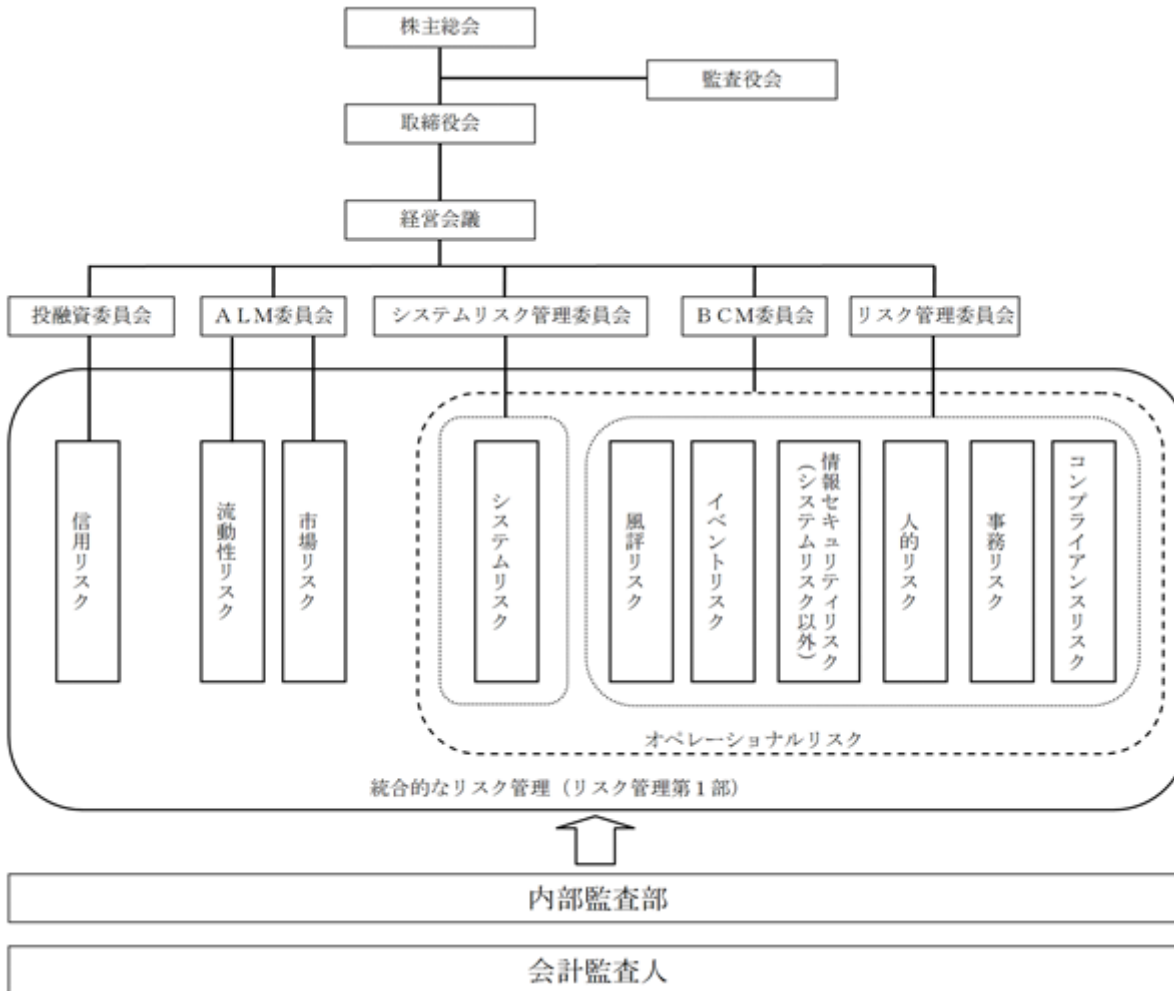 株主総会
監査役会
取締役会
経営会議
投融資委員会
ＡＬＭ委員会
システムリスク管理委員会
ＢＣＭ委員会
リスク管理委員会
信用リスク
流動性リスク
市場リスク
システムリスク
風評リスク
イベントリスク
情報セキュリティリスク
（システムリスク以外）
人的リスク
事務リスク
コンプライアンスリスク
オペレーショナルリスク
統合的なリスク管理（リスク管理第１部）
内部監査部
会計監査人